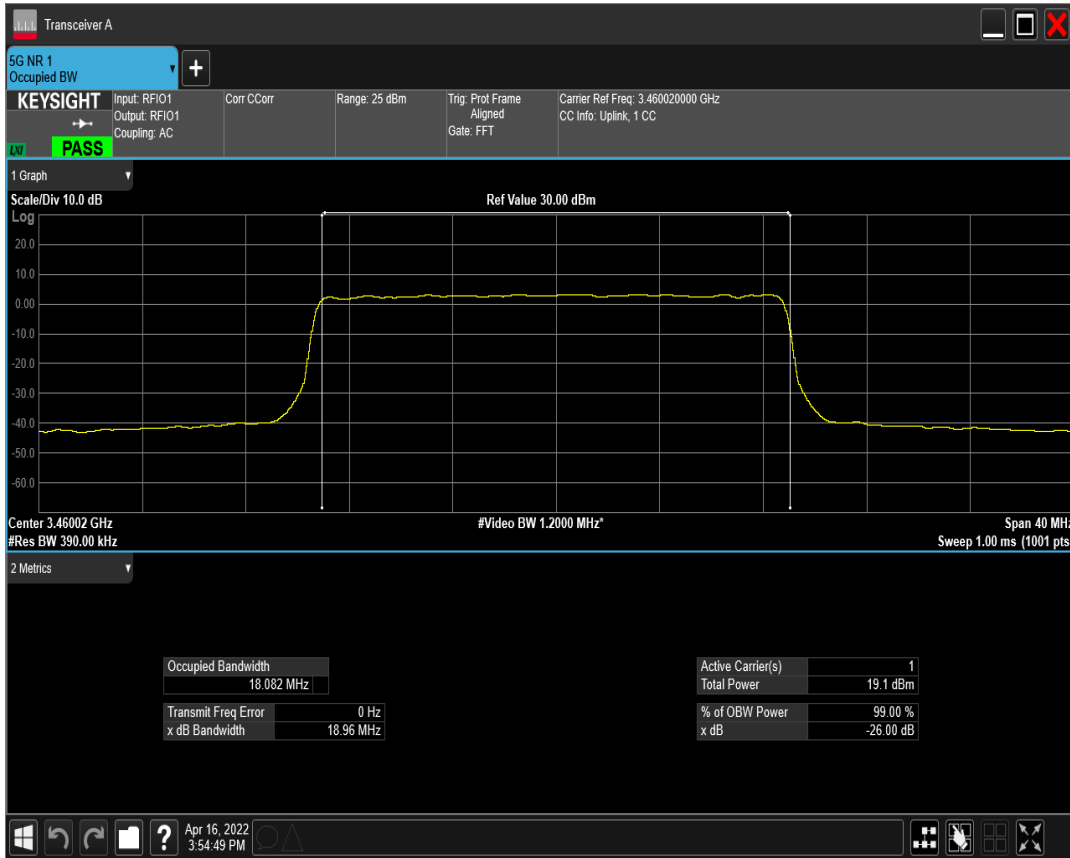 Transceiver A
5G NR 1
Occupied BW
+
KEYSIGHT
LXI
PASS
Input: RFIO1
Output: RFIO1
Coupling: AC
Corr CCorr
Range: 25 dBm
Trig: Prot Frame
Aligned
Gate: FFT
Carrier Ref Freq: 3.460020000 GHz
CC Info: Uplink, 1 CC
1 Graph
Scale/Div 10.0 dB
Ref Value 30.00 dBm
Log
20.0
10.0
0.00
-10.0
-20.0
-30.0
-40.0
-50.0
-60.0
Center 3.46002 GHz
#Video BW 1.2000 MHz*
Span 40 MHz
#Res BW 390.00 kHz
Sweep 1.00 ms (1001 pts
2 Metrics
Occupied Bandwidth
18.082 MHz
Transmit Freq Error 0 Hz
x dB Bandwidth 18.96 MHz
Active Carrier(s) 1
Total Power 19.1 dBm
% of OBW Power 99.00 %
x dB -26.00 dB
?
Apr 16, 2022
3:54:49 PM